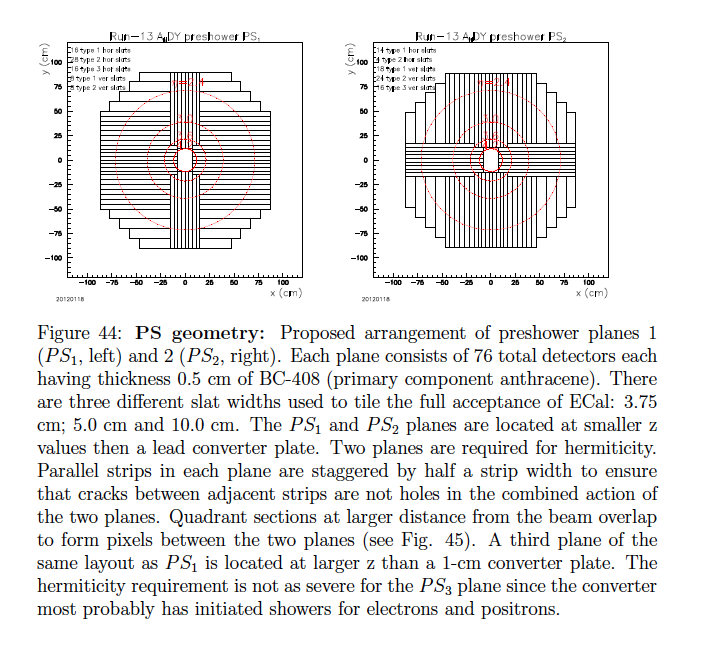 Run-13 A_N DY preshower PS₁
16 type 1 hor slats
28 type 2 hor slats
16 type 3 hor slats
8 type 1 ver slats
8 type 2 ver slats
y (cm)
100
75
50
25
0
-25
-50
-75
-100
-100 -75 -50 -25 0 25 50 75 100
x (cm)
20120118
Run-13 A_N DY preshower PS₂
14 type 1 hor slats
4 type 2 hor slats
18 type 1 ver slats
24 type 2 ver slats
16 type 3 ver slats
y (cm)
100
75
50
25
0
-25
-50
-75
-100
-100 -75 -50 -25 0 25 50 75 100
x (cm)
20120118
Figure 44: PS geometry: Proposed arrangement of preshower planes 1
(PS₁, left) and 2 (PS₂, right). Each plane consists of 76 total detectors each
having thickness 0.5 cm of BC-408 (primary component anthracene). There
are three different slat widths used to tile the full acceptance of ECal: 3.75
cm; 5.0 cm and 10.0 cm. The PS₁ and PS₂ planes are located at smaller z
values then a lead converter plate. Two planes are required for hermiticity.
Parallel strips in each plane are staggered by half a strip width to ensure
that cracks between adjacent strips are not holes in the combined action of
the two planes. Quadrant sections at larger distance from the beam overlap
to form pixels between the two planes (see Fig. 45). A third plane of the
same layout as PS₁ is located at larger z than a 1-cm converter plate. The
hermiticity requirement is not as severe for the PS₃ plane since the converter
most probably has initiated showers for electrons and positrons.